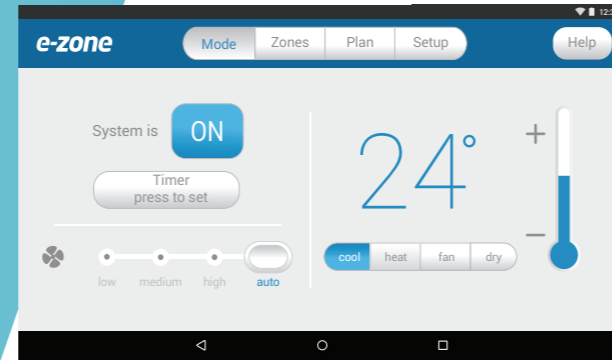 12:
e-zone
Mode Zones Plan Setup Help
System is ON
Timer
press to set
24°
+
−
low medium high auto
cool heat fan dry